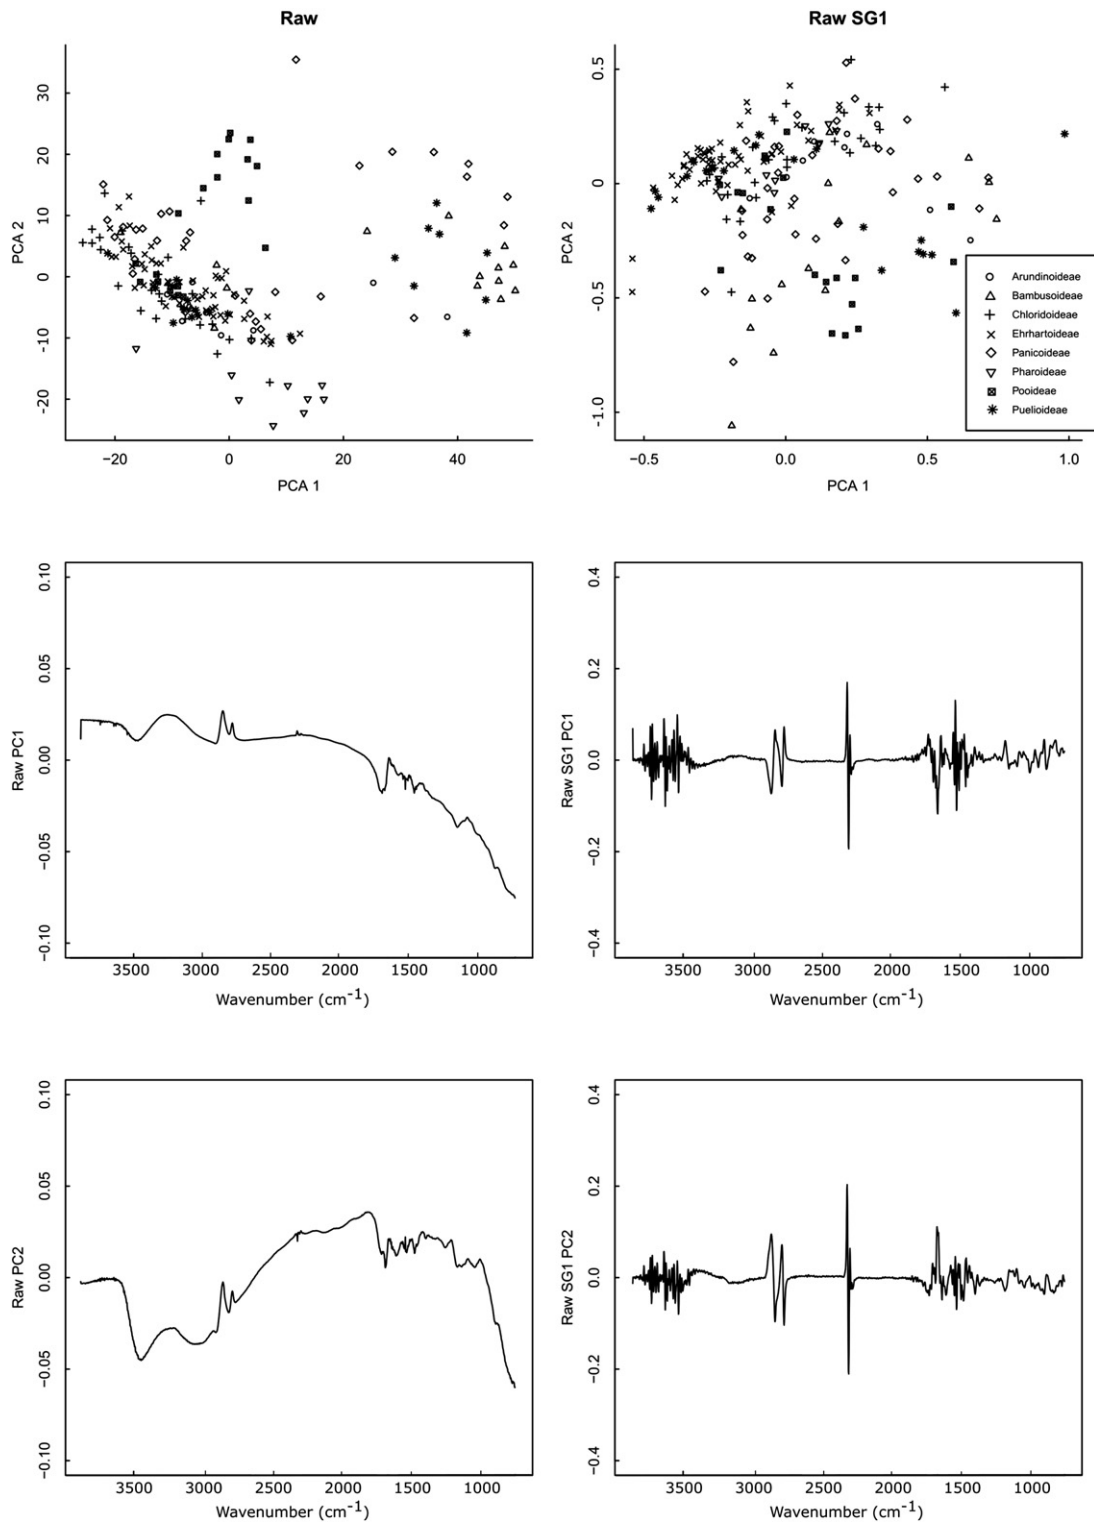 Raw
Raw SG1
30
20
10
0
-10
-20
PCA 2
−20
0
20
40
PCA 1
0.5
0
-0.5
-1.0
PCA 2
−0.5
0.0
0.5
1.0
PCA 1
Arundinoideae
Bambusoideae
Chloridoideae
Ehrhartoideae
Panicoideae
Pharoideae
Pooideae
Puelioideae
0.10
0.05
0.00
−0.05
−0.10
Raw PC1
3500
3000
2500
2000
1500
1000
Wavenumber (cm-1)
0.4
0.2
0.0
−0.2
−0.4
Raw SG1 PC1
3500
3000
2500
2000
1500
1000
Wavenumber (cm-1)
0.10
0.05
0.00
−0.05
−0.10
Raw PC2
3500
3000
2500
2000
1500
1000
Wavenumber (cm-1)
0.4
0.2
0.0
−0.2
−0.4
Raw SG1 PC2
3500
3000
2500
2000
1500
1000
Wavenumber (cm-1)